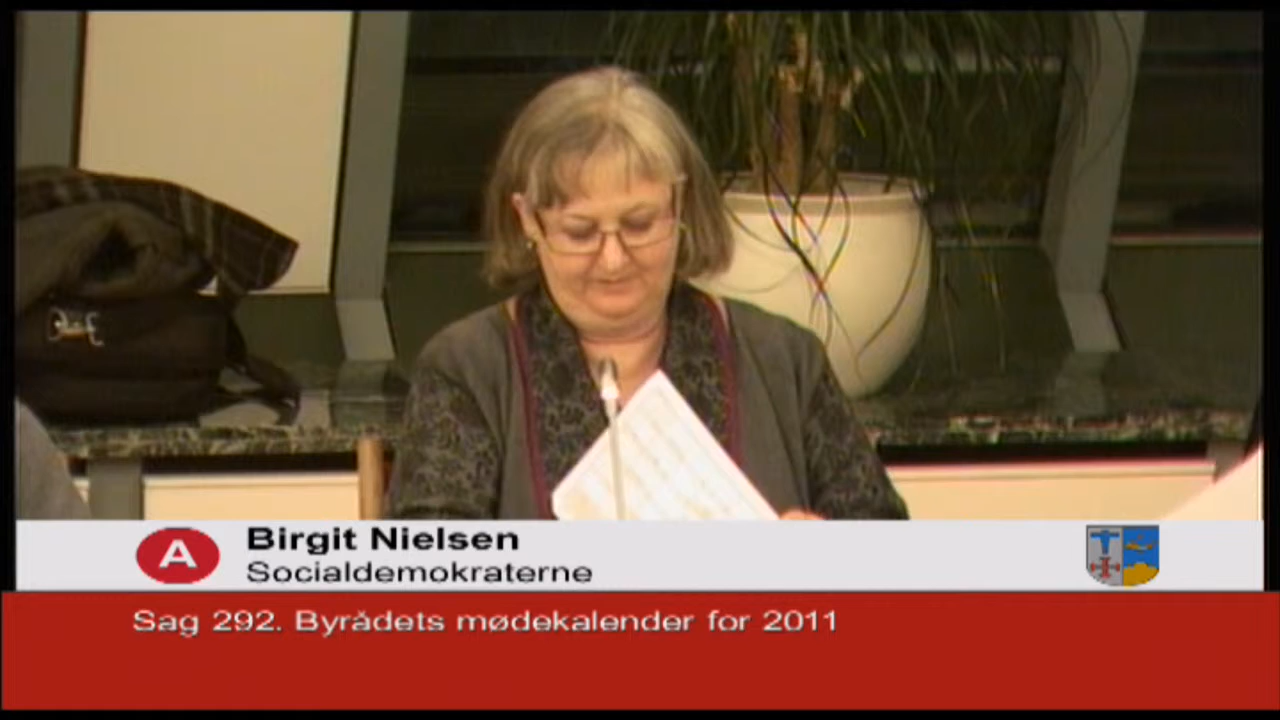 A
Birgit Nielsen
Socialdemokraterne
Sag 292. Byrådets mødekalender for 2011